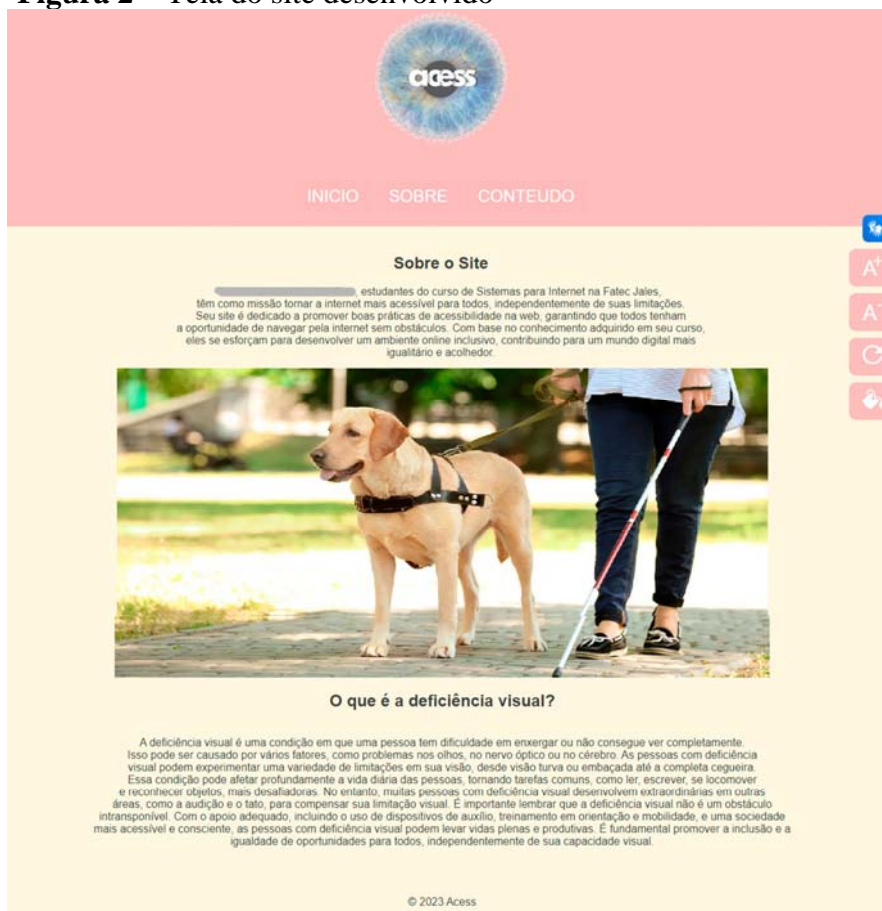 Figura 2 – Tela do site desenvolvido
acess
INICIO SOBRE CONTEUDO
Sobre o Site
, estudantes do curso de Sistemas para Internet na Fatec Jales,
têm como missão tornar a internet mais acessível para todos, independentemente de suas limitações.
Seu site é dedicado a promover boas práticas de acessibilidade na web, garantindo que todos tenham
a oportunidade de navegar pela internet sem obstáculos. Com base no conhecimento adquirido em seu curso,
eles se esforçam para desenvolver um ambiente online inclusivo, contribuindo para um mundo digital mais
igualitário e acolhedor.
A+
A-
O que é a deficiência visual?
A deficiência visual é uma condição em que uma pessoa tem dificuldade em enxergar ou não consegue ver completamente.
Isso pode ser causado por vários fatores, como problemas nos olhos, no nervo óptico ou no cérebro. As pessoas com deficiência
visual podem experimentar uma variedade de limitações em sua visão, desde visão turva ou embaçada até a completa cegueira.
Essa condição pode afetar profundamente a vida diária das pessoas, tornando tarefas comuns, como ler, escrever, se locomover
e reconhecer objetos, mais desafiadoras. No entanto, muitas pessoas com deficiência visual desenvolvem extraordinárias em outras
áreas, como a audição e o tato, para compensar sua limitação visual. É importante lembrar que a deficiência visual não é um obstáculo
intransponível. Com o apoio adequado, incluindo o uso de dispositivos de auxílio, treinamento em orientação e mobilidade, e uma sociedade
mais acessível e consciente, as pessoas com deficiência visual podem levar vidas plenas e produtivas. É fundamental promover a inclusão e a
igualdade de oportunidades para todos, independentemente de sua capacidade visual.
© 2023 Acess